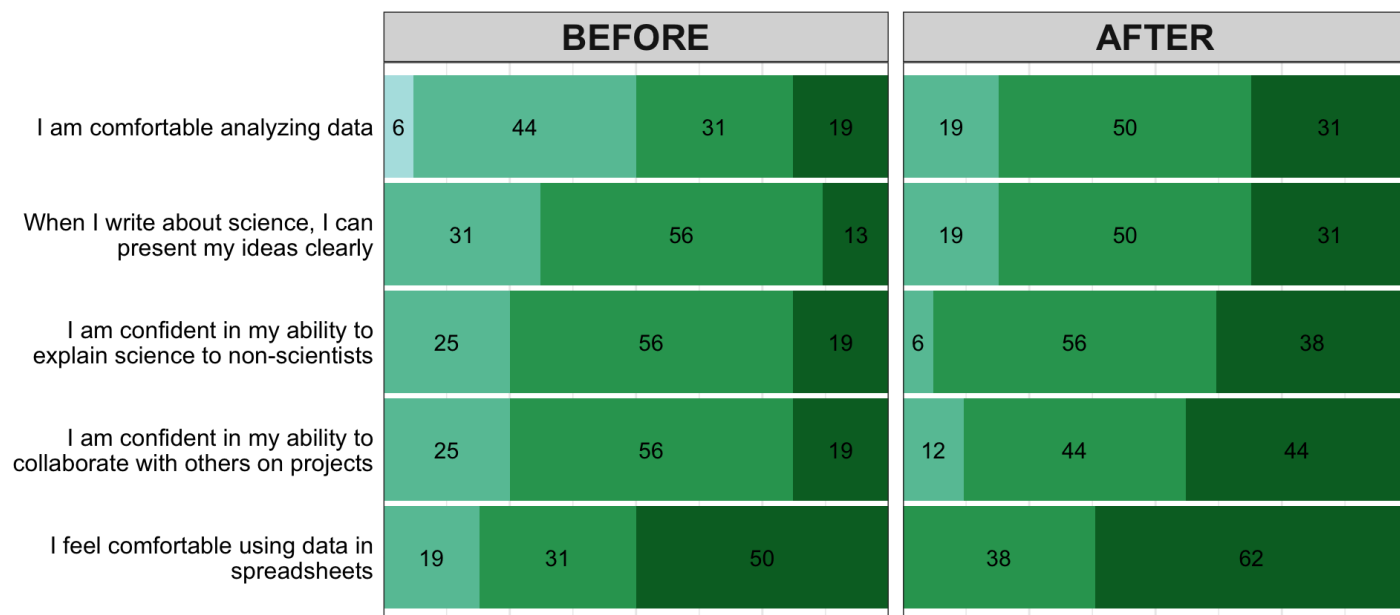 BEFORE AFTER
I am comfortable analyzing data 6 44 31 19 19 50 31
When I write about science, I can
present my ideas clearly
31 56 13 19 50 31
I am confident in my ability to
explain science to non-scientists
25 56 19 6 56 38
I am confident in my ability to
collaborate with others on projects
25 56 19 12 44 44
I feel comfortable using data in
spreadsheets
19 31 50 38 62